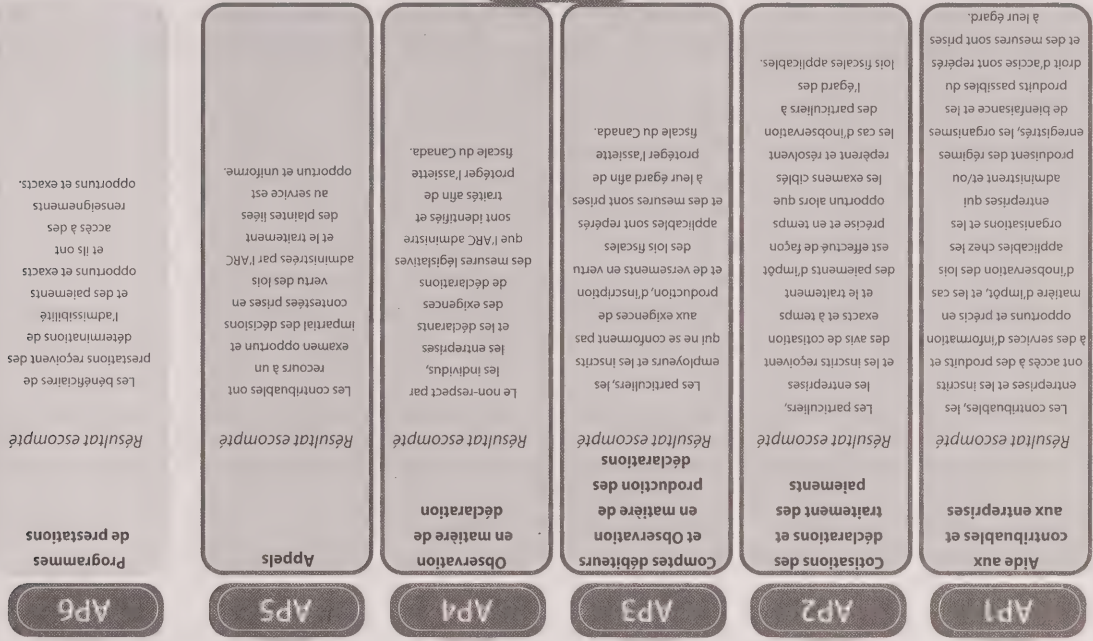 AP1
Aide aux
contribuables et
aux entreprises
Résultat escompté
Les contribuables, les
entreprises et les inscrits
ont accès à des produits et
à des services d'information
opportuns et précis en
matière d'impôt, et les cas
d'inobservation des lois
applicables chez les
organisations et les
entreprises qui
administrent et/ou
produisent des régimes
enregistrés, les organismes
de bienfaisance et les
produits passibles du
droit d'accise sont repérés
et des mesures sont prises
à leur égard.
AP2
Cotisations des
déclarations et
traitement des
paiements
Résultat escompté
Les particuliers,
les entreprises
et les inscrits reçoivent
des avis de cotisation
exacts et à temps
et le traitement
des paiements d'impôt
est effectué de façon
précise et en temps
opportun alors que
les examens ciblés
repèrent et résolvent
les cas d'inobservation
des particuliers à
l'égard des
lois fiscales applicables.
AP3
Comptes débiteurs
et Observation
en matière de
production des
déclarations
Résultat escompté
Les particuliers, les
employeurs et les inscrits
qui ne se conforment pas
aux exigences de
production, d'inscription
et de versements en vertu
des lois fiscales
applicables sont repérés
et des mesures sont prises
à leur égard afin de
protéger l'assiette
fiscale du Canada.
AP4
Observation
en matière de
déclaration
Résultat escompté
Le non-respect par
les individus,
les entreprises
et les déclarants
des exigences
de déclarations
des mesures législatives
que l'ARC administre
sont identifiés et
traités afin de
protéger l'assiette
fiscale du Canada.
AP5
Appels
Résultat escompté
Les contribuables ont
recours à un
examen opportun et
impartial des décisions
contestées prises en
vertu des lois
administrées par l'ARC
et le traitement
des plaintes liées
au service est
opportun et uniforme.
AP6
Programmes
de prestations
Résultat escompté
Les bénéficiaires de
prestations reçoivent des
déterminations de
l'admissibilité
et des paiements
opportuns et exacts
et ils ont
accès à des
renseignements
opportuns et exacts.